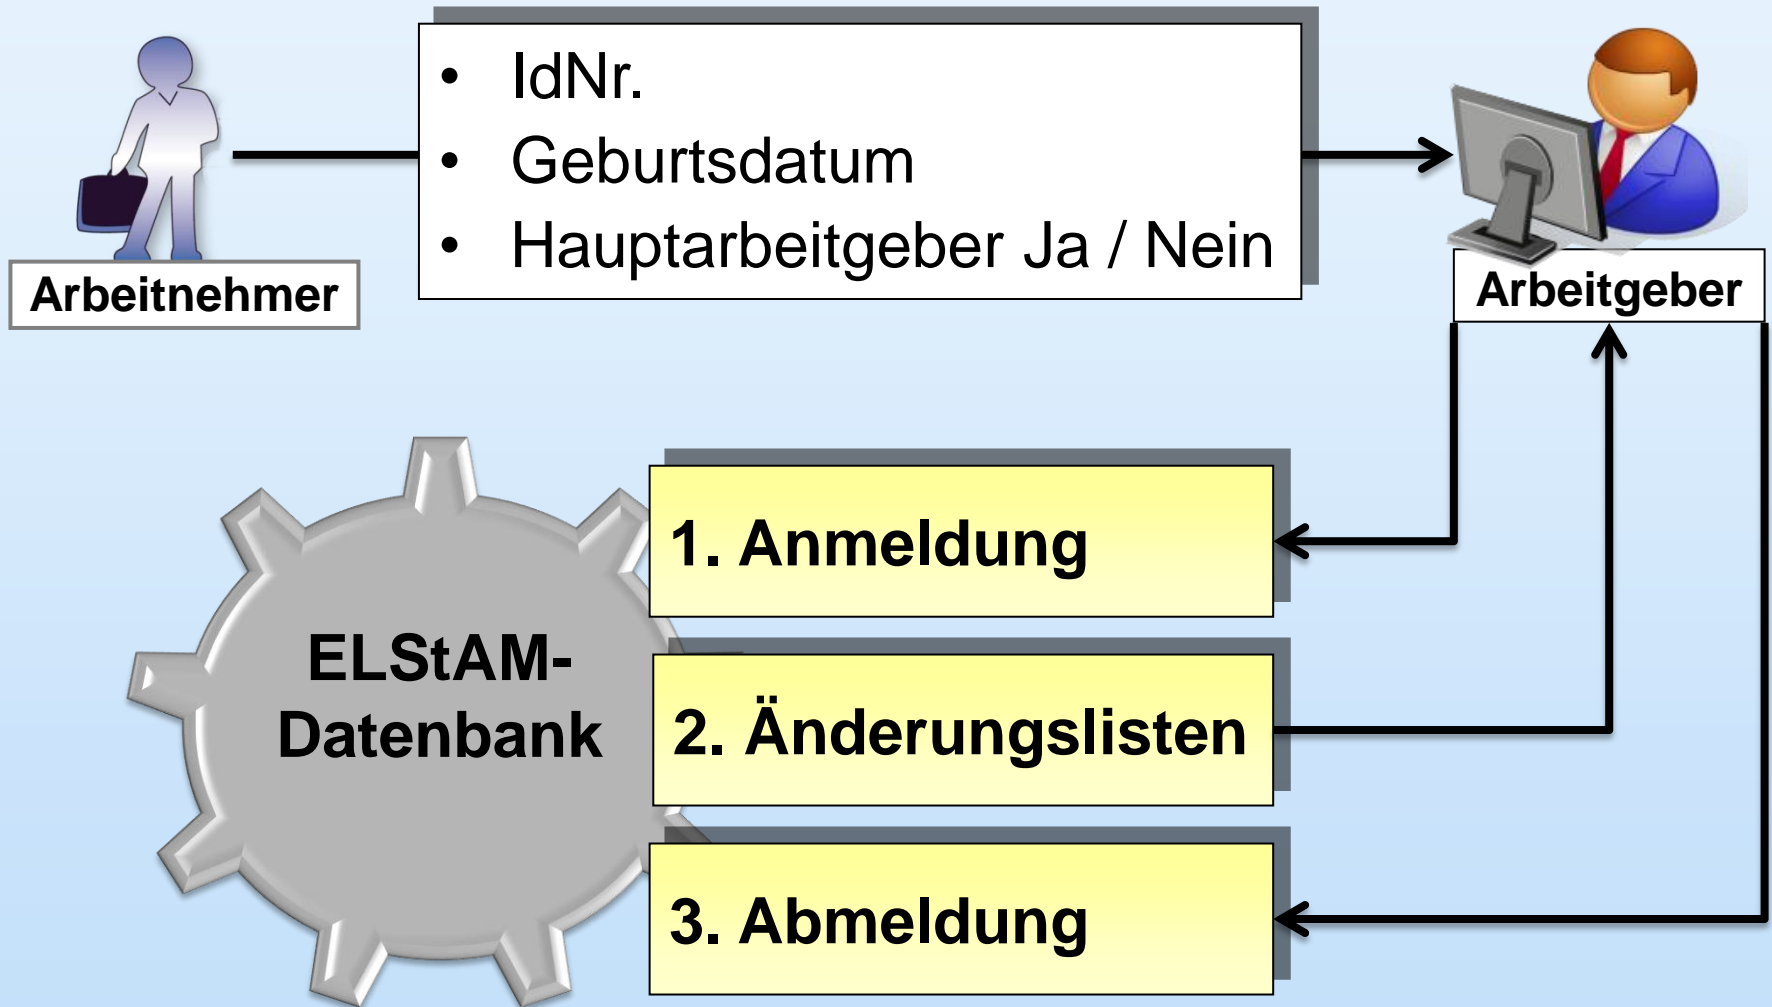 • IdNr.
• Geburtsdatum
• Hauptarbeitgeber Ja / Nein
Arbeitnehmer
Arbeitgeber
ELStAM-
Datenbank
1. Anmeldung
2. Änderungslisten
3. Abmeldung